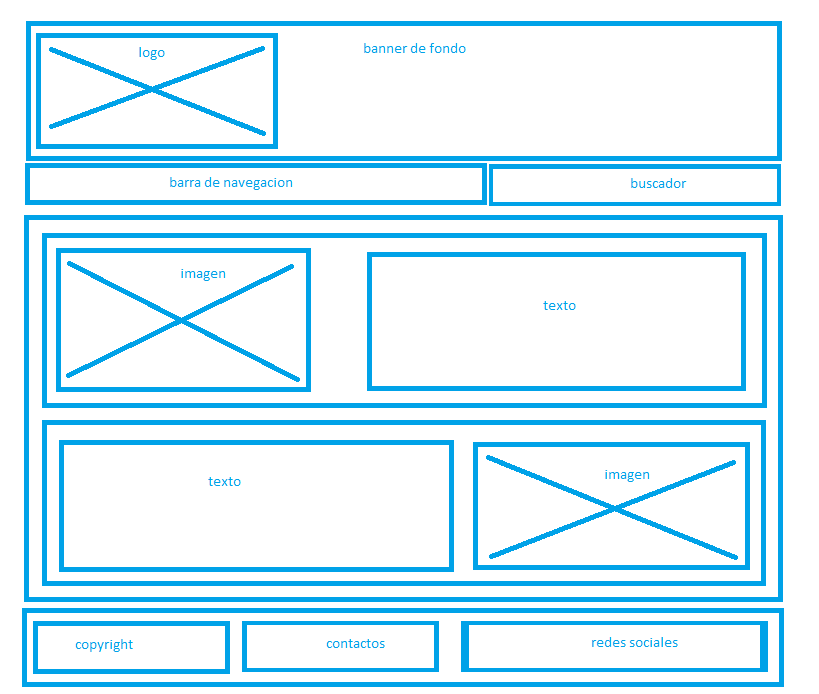 logo
banner de fondo
barra de navegacion
buscador
imagen
texto
texto
imagen
copyright
contactos
redes sociales